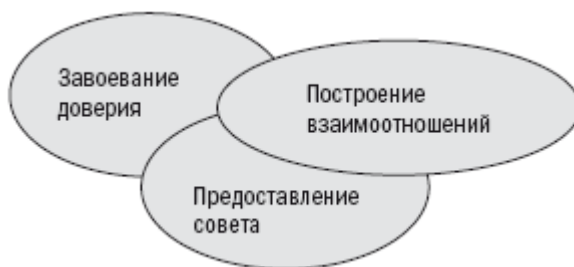 Завоевание
доверия
Построение
взаимоотношений
Предоставление
совета